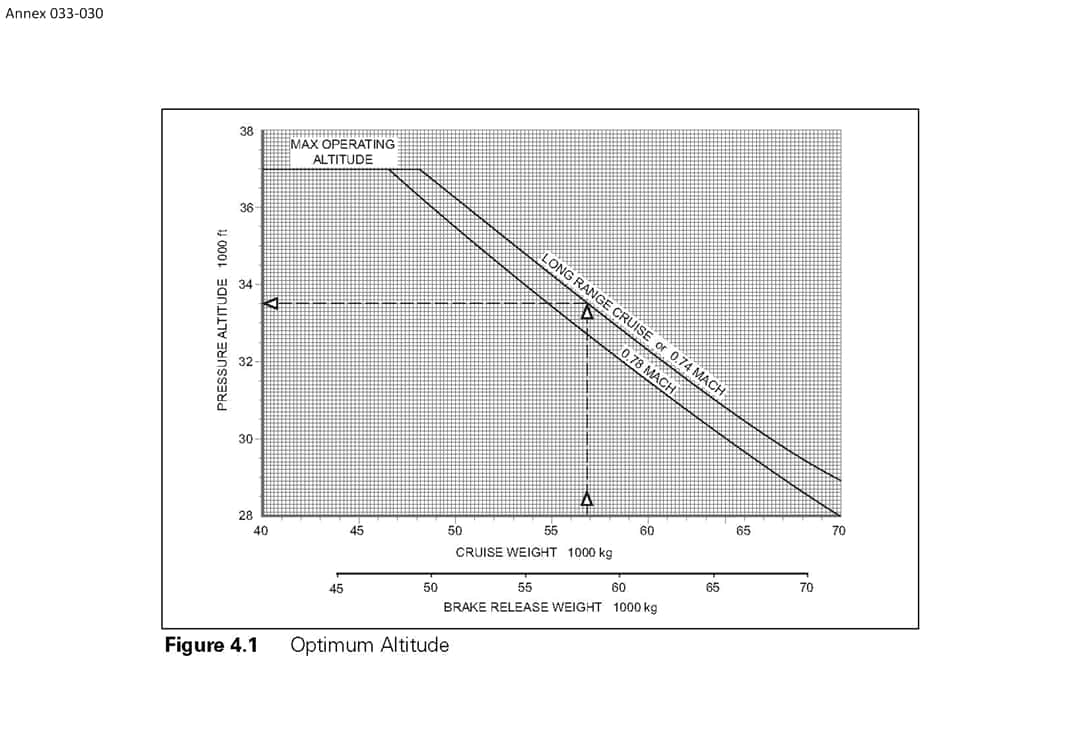 Annex 033-030
38
MAX OPERATING
ALTITUDE
36
34
32
30
28
PRESSURE ALTITUDE 1000 ft
LONG RANGE CRUISE or 0.74 MACH
0.78 MACH
40 45 50 55 60 65 70
CRUISE WEIGHT 1000 kg
45 50 55 60 65 70
BRAKE RELEASE WEIGHT 1000 kg
Figure 4.1 Optimum Altitude